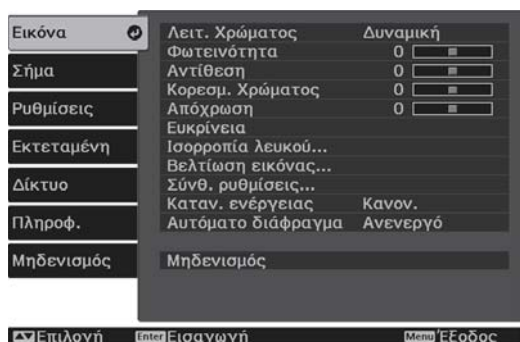 Εικόνα
Σήμα
Ρυθμίσεις
Εκτεταμένη
Δίκτυο
Πληροφ.
Μηδενισμός
Λειτ. Χρώματος Δυναμική
Φωτεινότητα 0
Αντίθεση 0
Κορεσμ. Χρώματος 0
Απόχρωση 0
Ευκρίνεια
Ισορροπία λευκού...
Βελτίωση εικόνας...
Σύνθ. ρυθμίσεις...
Καταν. ενέργειας Κανον.
Αυτόματο διάφραγμα Ανενεργό
Μηδενισμός
Επιλογή Enter Εισαγωγή Menu Έξοδος